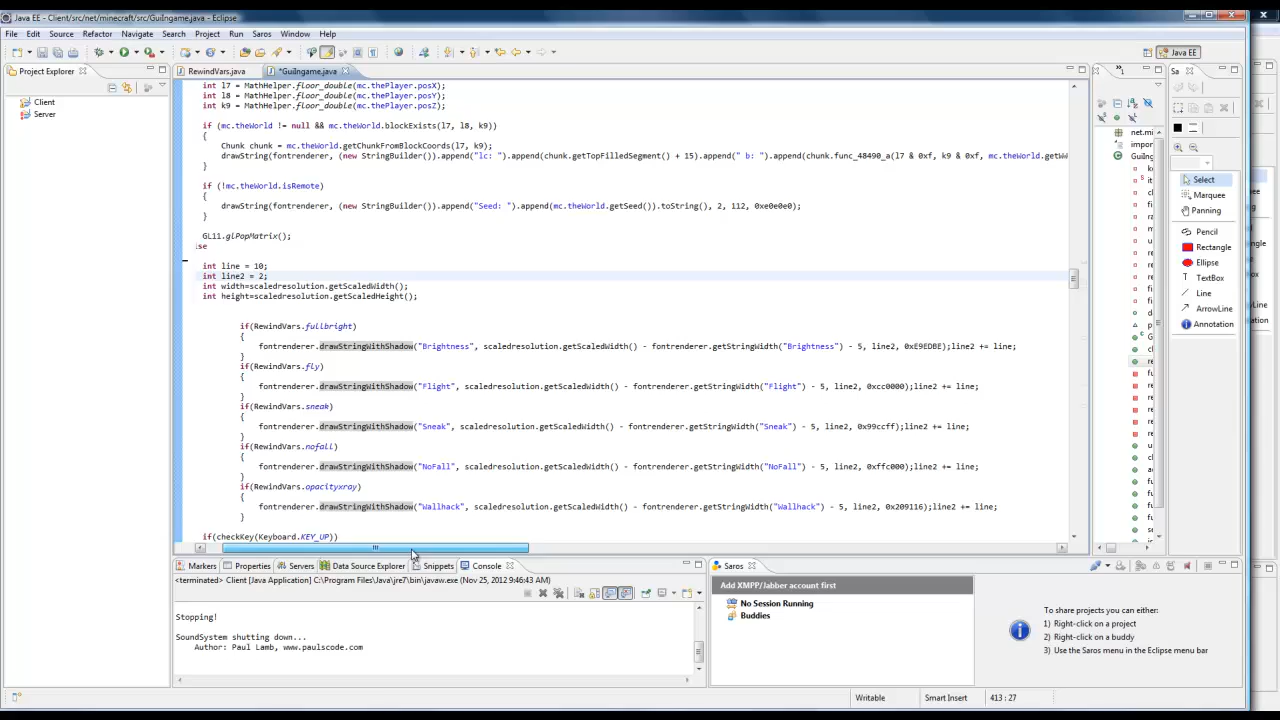 Java EE - Client/src/net/minecraft/src/GuiIngame.java - Eclipse
File Edit Source Refactor Navigate Search Project Run Saros Window Help
Java EE
Project Explorer
RewindVars.java
*GuiIngame.java
Client
Server
int l7 = MathHelper.floor_double(mc.thePlayer.posX);
int l8 = MathHelper.floor_double(mc.thePlayer.posY);
int k9 = MathHelper.floor_double(mc.thePlayer.posZ);
if (mc.theWorld != null && mc.theWorld.blockExists(l7, l8, k9))
{
Chunk chunk = mc.theWorld.getChunkFromBlockCoords(l7, k9);
drawString(fontrenderer, (new StringBuilder()).append("lc: ").append(chunk.getTopFilledSegment() + 15).append(" b: ").append(chunk.func_48490_a(l7 & 0xf, k9 & 0xf, mc.theWorld.getW
}
if (!mc.theWorld.isRemote)
{
drawString(fontrenderer, (new StringBuilder()).append("Seed: ").append(mc.theWorld.getSeed()).toString(), 2, 112, 0xe0e0e0);
}
GL11.glPopMatrix();
lse
int line = 10;
int line2 = 2;
int width=scaledresolution.getScaledWidth();
int height=scaledresolution.getScaledHeight();
if(RewindVars.fullbright)
{
fontrenderer.drawStringWithShadow("Brightness", scaledresolution.getScaledWidth() - fontrenderer.getStringWidth("Brightness") - 5, line2, 0xE9EDBE);line2 += line;
}
if(RewindVars.fly)
{
fontrenderer.drawStringWithShadow("Flight", scaledresolution.getScaledWidth() - fontrenderer.getStringWidth("Flight") - 5, line2, 0xcc0000);line2 += line;
}
if(RewindVars.sneak)
{
fontrenderer.drawStringWithShadow("Sneak", scaledresolution.getScaledWidth() - fontrenderer.getStringWidth("Sneak") - 5, line2, 0x99ccff);line2 += line;
}
if(RewindVars.nofall)
{
fontrenderer.drawStringWithShadow("NoFall", scaledresolution.getScaledWidth() - fontrenderer.getStringWidth("NoFall") - 5, line2, 0xffc000);line2 += line;
}
if(RewindVars.opacityxray)
{
fontrenderer.drawStringWithShadow("Wallhack", scaledresolution.getScaledWidth() - fontrenderer.getStringWidth("Wallhack") - 5, line2, 0x209116);line2 += line;
}
if(checkKey(Keyboard.KEY_UP))
net.mi
impor
GuiIng
Sa
Select
Marquee
Panning
Pencil
Rectangle
Ellipse
TextBox
Line
ArrowLine
Annotation
Markers Properties Servers Data Source Explorer Snippets Console
<terminated> Client [Java Application] C:\Program Files\Java\jre7\bin\javaw.exe (Nov 25, 2012 9:46:43 AM)
Stopping!
SoundSystem shutting down...
Author: Paul Lamb, www.paulscode.com
Saros
Add XMPP/Jabber account first
No Session Running
Buddies
To share projects you can either:
1) Right-click on a project
2) Right-click on a buddy
3) Use the Saros menu in the Eclipse menu bar
Writable
Smart Insert
413 : 27